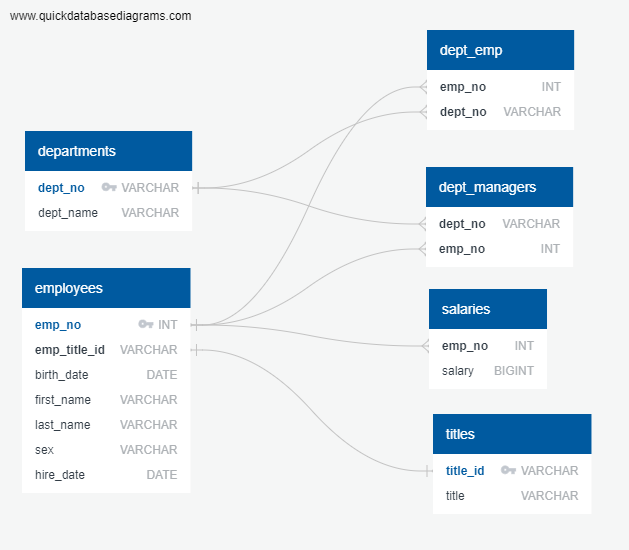 www.quickdatabasediagrams.com
departments
dept_no VARCHAR
dept_name VARCHAR
employees
emp_no INT
emp_title_id VARCHAR
birth_date DATE
first_name VARCHAR
last_name VARCHAR
sex VARCHAR
hire_date DATE
dept_emp
emp_no INT
dept_no VARCHAR
dept_managers
dept_no VARCHAR
emp_no INT
salaries
emp_no INT
salary BIGINT
titles
title_id VARCHAR
title VARCHAR